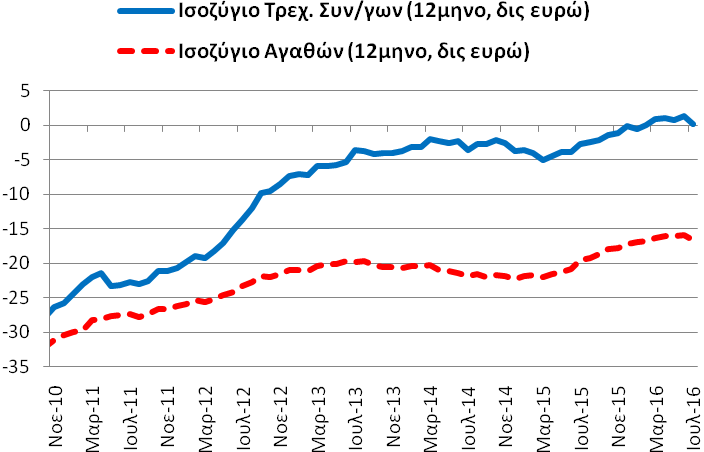 Ισοζύγιο Τρεχ. Συν/γων (12μηνο, δις ευρώ)
Ισοζύγιο Αγαθών (12μηνο, δις ευρώ)
5
0
-5
-10
-15
-20
-25
-30
-35
Νοε-10
Μαρ-11
Ιουλ-11
Νοε-11
Μαρ-12
Ιουλ-12
Νοε-12
Μαρ-13
Ιουλ-13
Νοε-13
Μαρ-14
Ιουλ-14
Νοε-14
Μαρ-15
Ιουλ-15
Νοε-15
Μαρ-16
Ιουλ-16